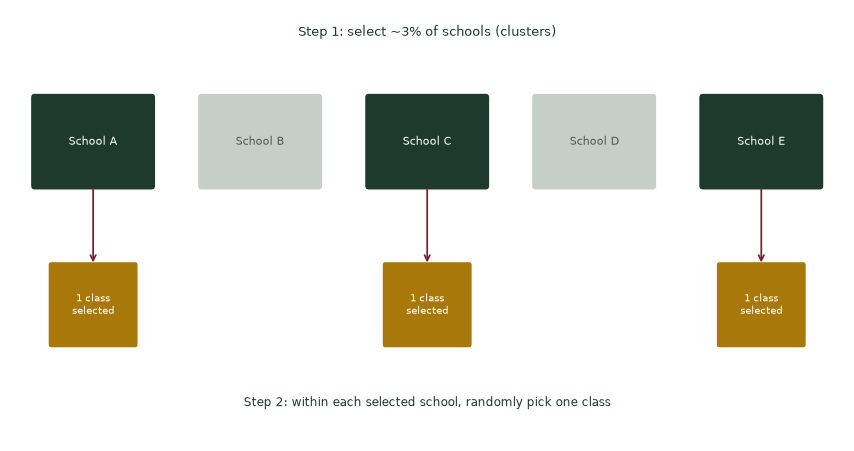 Step 1: select ~3% of schools (clusters)
School A
School B
School C
School D
School E
1 class
selected
1 class
selected
1 class
selected
Step 2: within each selected school, randomly pick one class